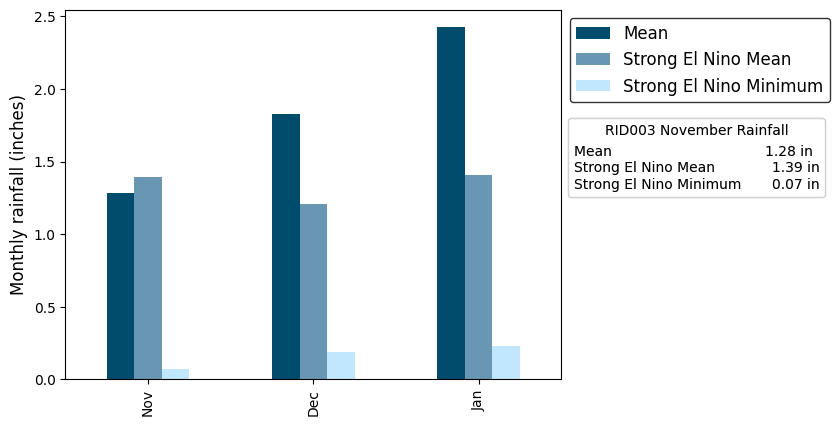 Monthly rainfall (inches)
2.5
2.0
1.5
1.0
0.5
0.0
Nov
Dec
Jan
Mean
Strong El Nino Mean
Strong El Nino Minimum
RID003 November Rainfall
Mean 1.28 in
Strong El Nino Mean 1.39 in
Strong El Nino Minimum 0.07 in